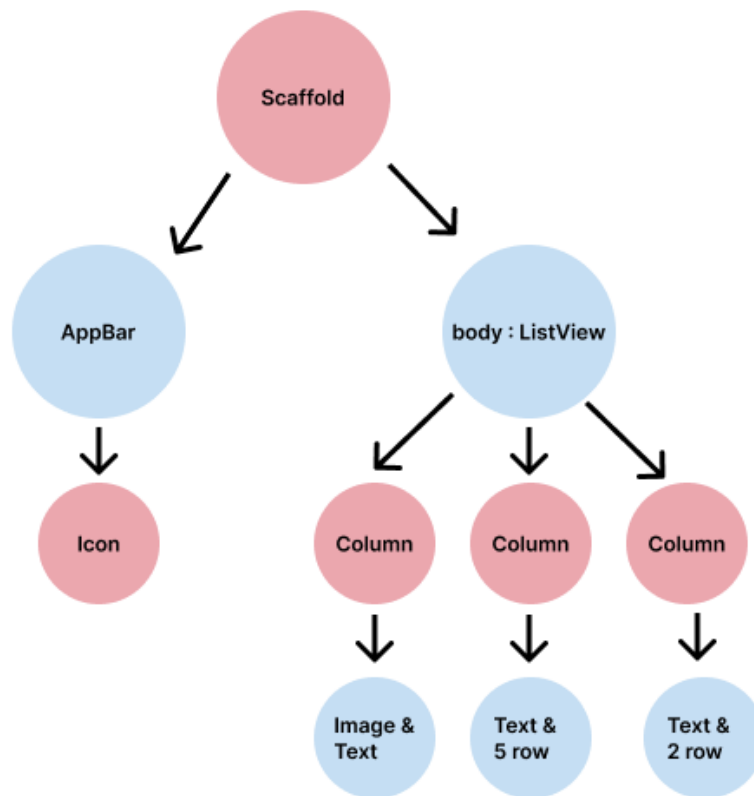 Scaffold
AppBar
body : ListView
Icon
Column
Column
Column
Image &
Text
Text &
5 row
Text &
2 row